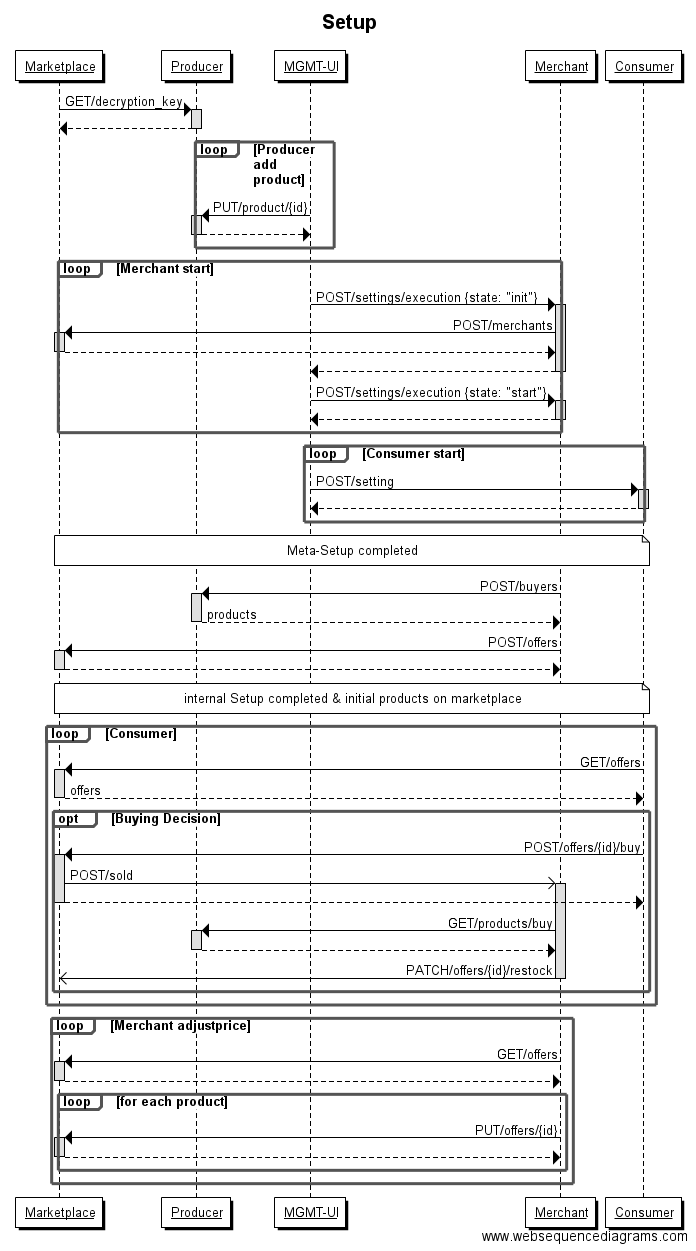 Setup
Marketplace Producer MGMT-UI Merchant Consumer
GET/decryption_key
loop [Producer
add
product]
PUT/product/{id}
loop [Merchant start]
POST/settings/execution {state: "init"}
POST/merchants
POST/settings/execution {state: "start"}
loop [Consumer start]
POST/setting
Meta-Setup completed
POST/buyers
products
POST/offers
internal Setup completed & initial products on marketplace
loop [Consumer]
GET/offers
offers
opt [Buying Decision]
POST/offers/{id}/buy
POST/sold
GET/products/buy
PATCH/offers/{id}/restock
loop [Merchant adjustprice]
GET/offers
loop [for each product]
PUT/offers/{id}
Marketplace Producer MGMT-UI Merchant Consumer
www.websequencediagrams.com